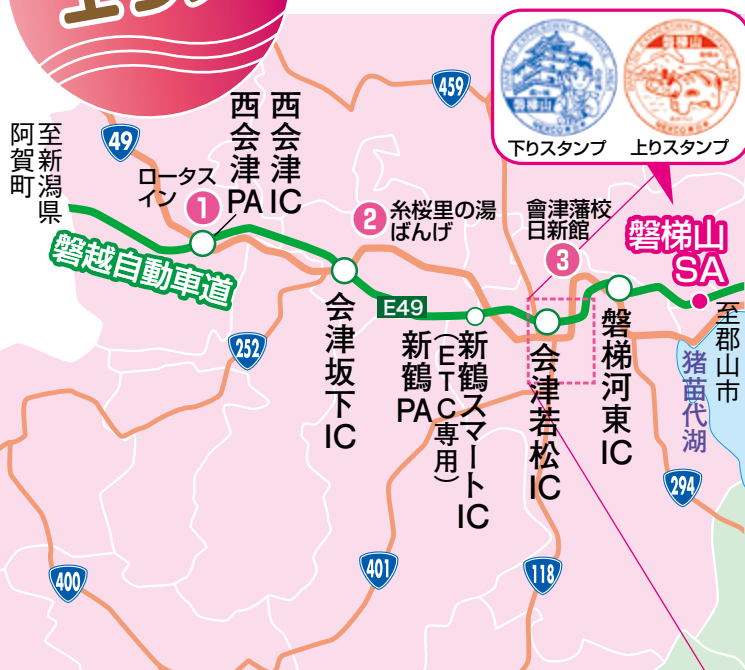 459
下りスタンプ
上りスタンプ
49
至新潟県
阿賀町
西会津IC
西会津PA
ロータス
イン
1
2
糸桜里の湯
ばんげ
會津藩校
日新館
3
磐梯山
SA
磐越自動車道
E49
252
会津坂下IC
新鶴スマートIC
(ETC専用)
新鶴PA
会津若松IC
磐梯河東IC
至郡山市
猪苗代湖
294
400
401
118